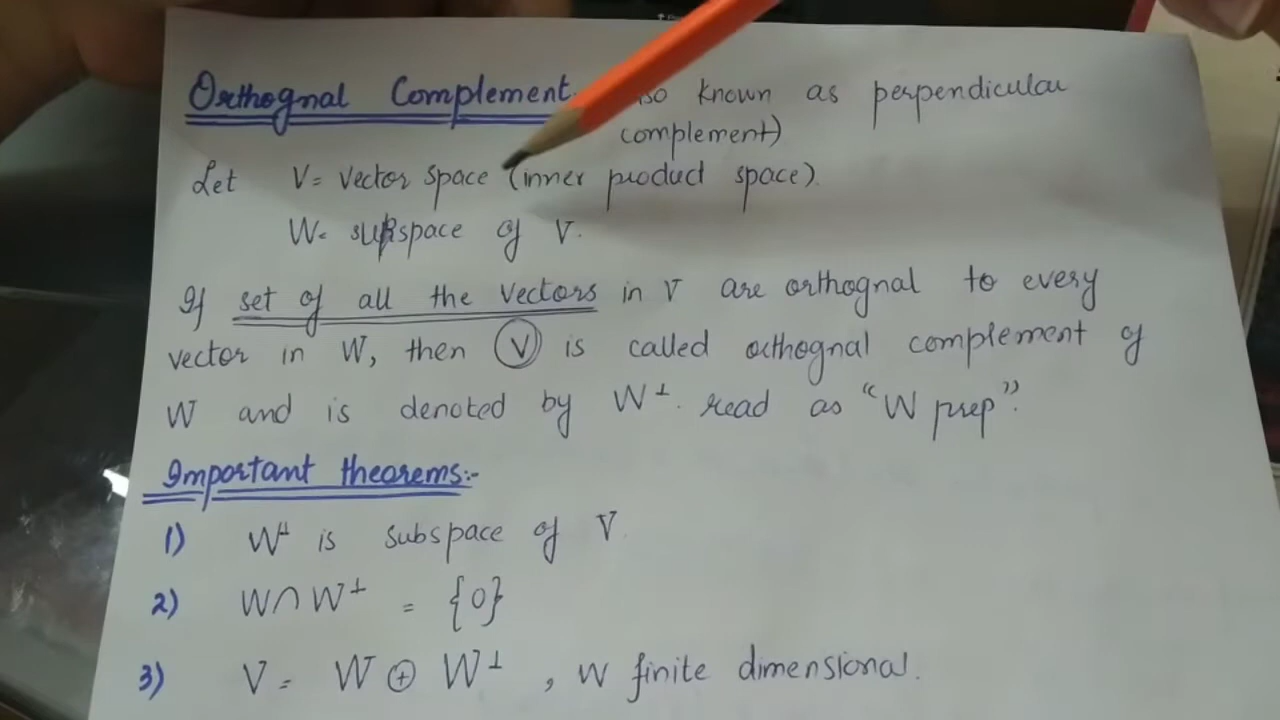 Orthognal Complement. so known as perpendicular
complement)
Let V= Vector space (inner product space).
W= subspace of V.
If set of all the vectors in V are orthognal to every
vector in W, then V is called orthognal complement of
W and is denoted by W⊥. read as "W prep".
Important theorems:-
1) W⊥ is subspace of V.
2) W∩W⊥ = {0}
3) V= W ⊕ W⊥, W finite dimensional.